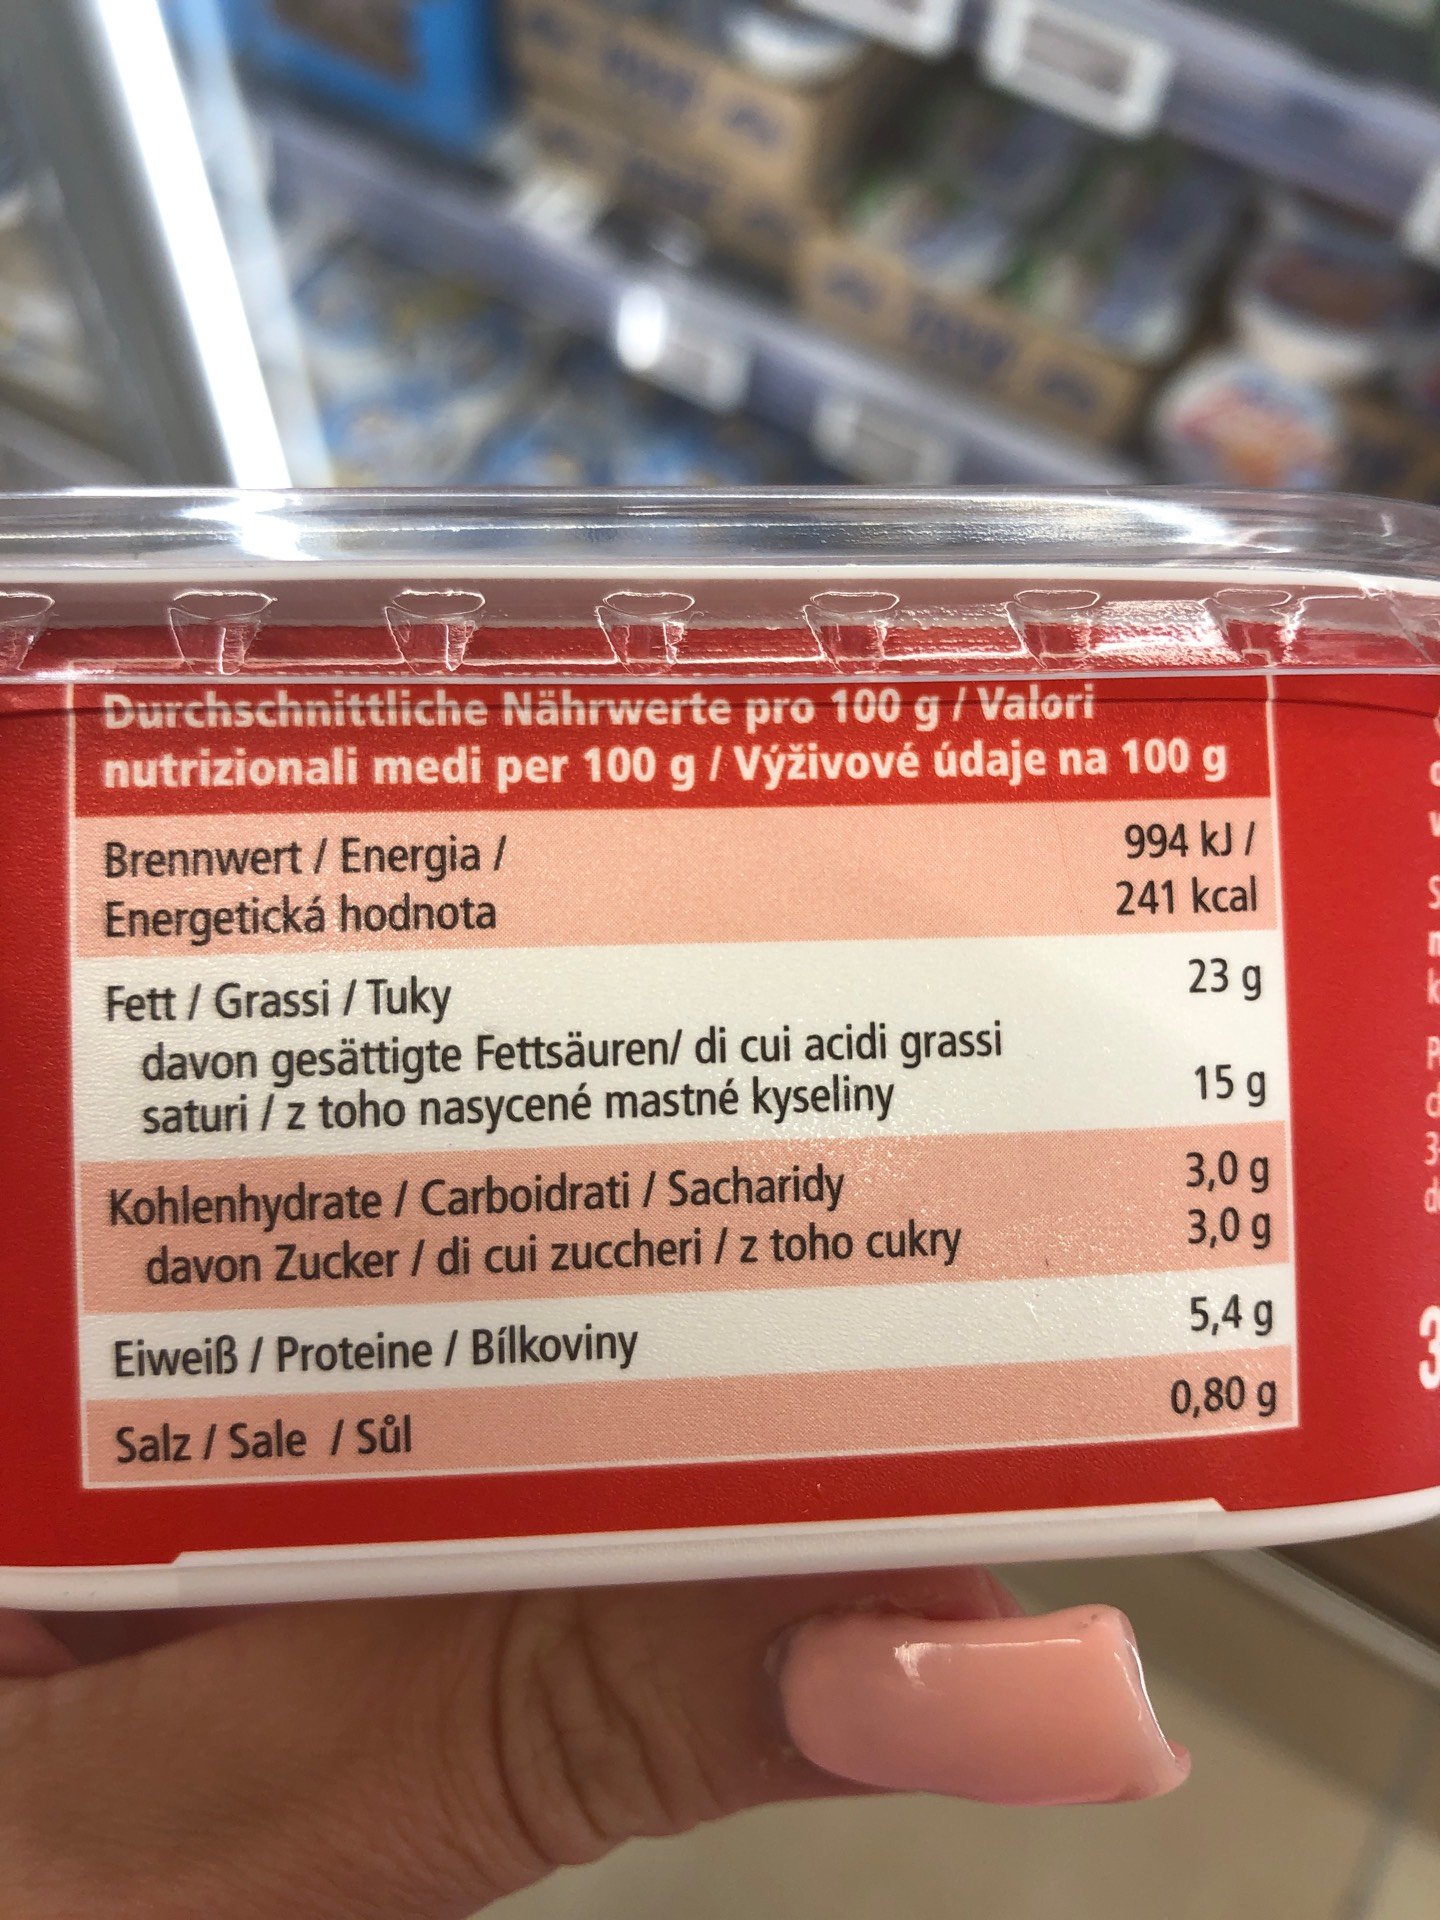 Durchschnittliche Nährwerte pro 100 g / Valori
nutrizionali medi per 100 g / Výživové údaje na 100 g
Brennwert / Energia /
Energetická hodnota
994 kJ /
241 kcal
Fett / Grassi / Tuky
23 g
davon gesättigte Fettsäuren/ di cui acidi grassi
saturi / z toho nasycené mastné kyseliny
15 g
Kohlenhydrate / Carboidrati / Sacharidy
3,0 g
davon Zucker / di cui zuccheri / z toho cukry
3,0 g
Eiweiß / Proteine / Bílkoviny
5,4 g
Salz / Sale / Sůl
0,80 g